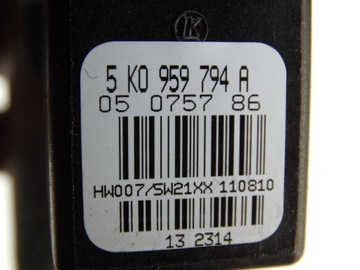 5 K0 959 794 A
05 0757 86
HW007/SW21XX 110810
13 2314